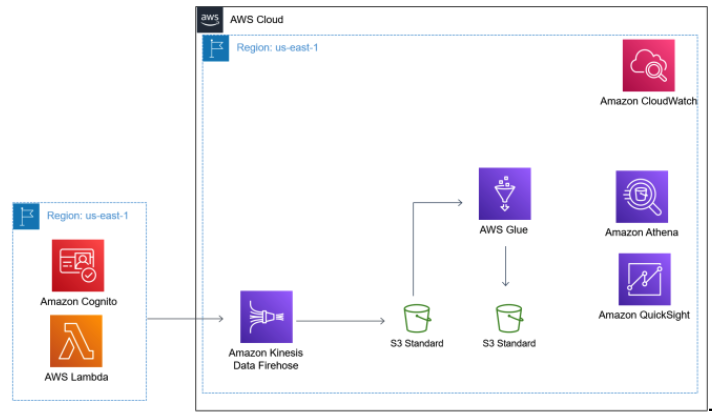 aws
AWS Cloud
Region: us-east-1
Amazon CloudWatch
AWS Glue
Amazon Athena
Region: us-east-1
Amazon Cognito
Amazon QuickSight
Amazon Kinesis
Data Firehose
S3 Standard
S3 Standard
AWS Lambda